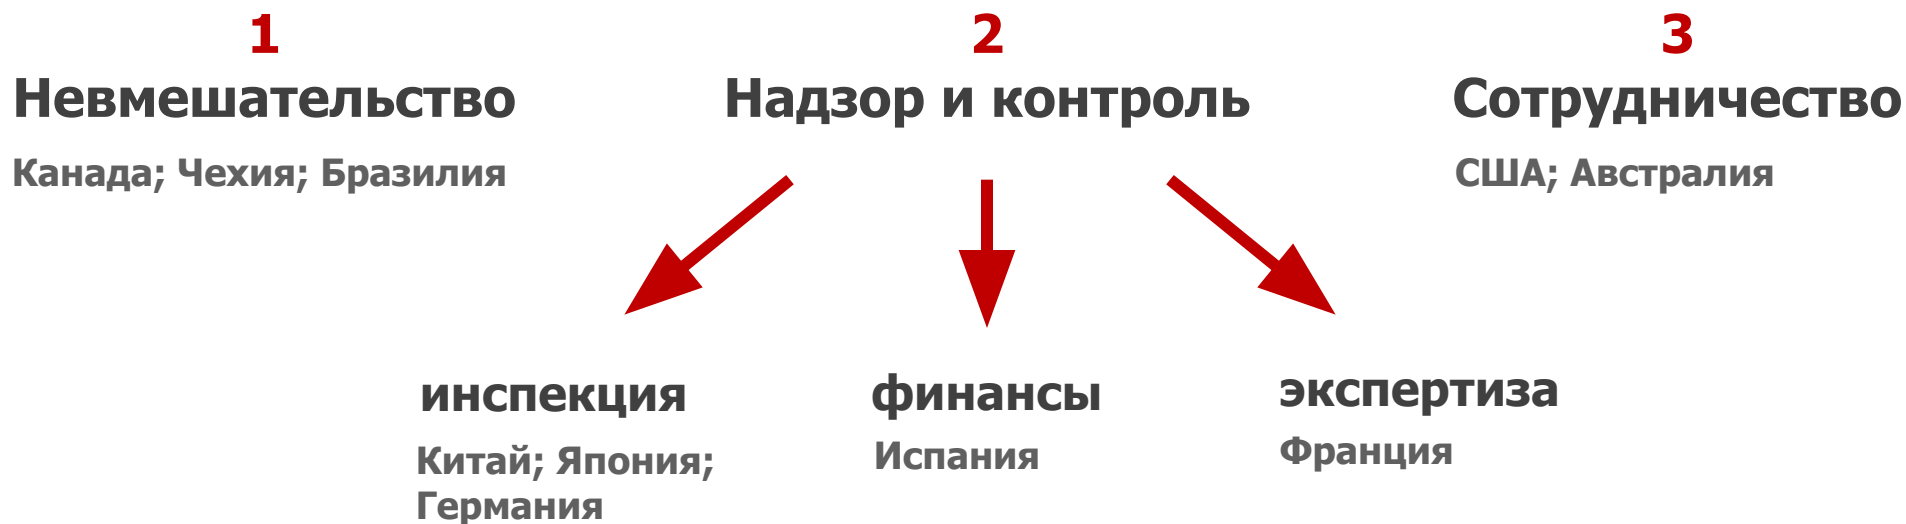 1
Невмешательство
Канада; Чехия; Бразилия
2
Надзор и контроль
3
Сотрудничество
США; Австралия
инспекция
Китай; Япония;
Германия
финансы
Испания
экспертиза
Франция